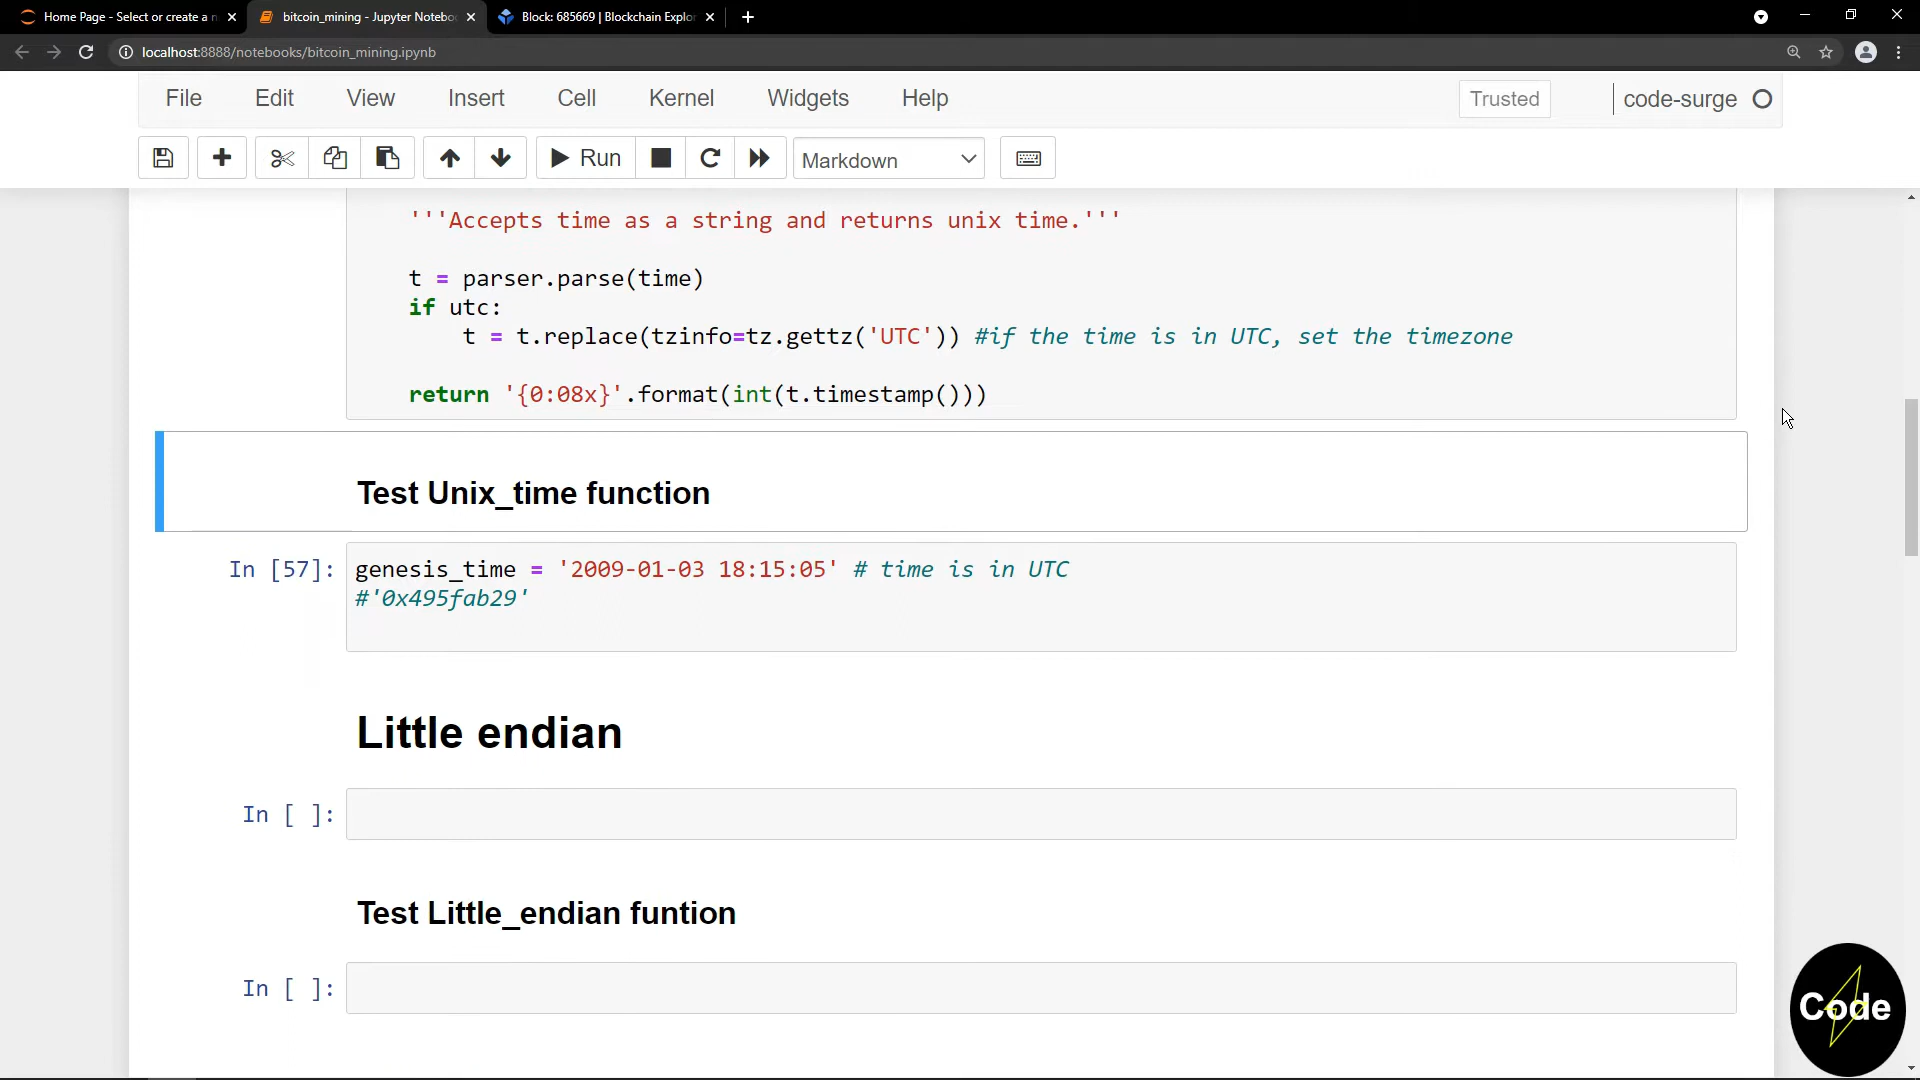 Home Page - Select or create a n
bitcoin_mining - Jupyter Notebo
Block: 685669 | Blockchain Explo
localhost:8888/notebooks/bitcoin_mining.ipynb
File Edit View Insert Cell Kernel Widgets Help Trusted code-surge
Run Markdown
'''Accepts time as a string and returns unix time.'''
t = parser.parse(time)
if utc:
t = t.replace(tzinfo=tz.gettz('UTC')) #if the time is in UTC, set the timezone
return '{0:08x}'.format(int(t.timestamp()))
Test Unix_time function
In [57]: genesis_time = '2009-01-03 18:15:05' # time is in UTC
#'0x495fab29'
Little endian
In [ ]:
Test Little_endian funtion
In [ ]:
Code